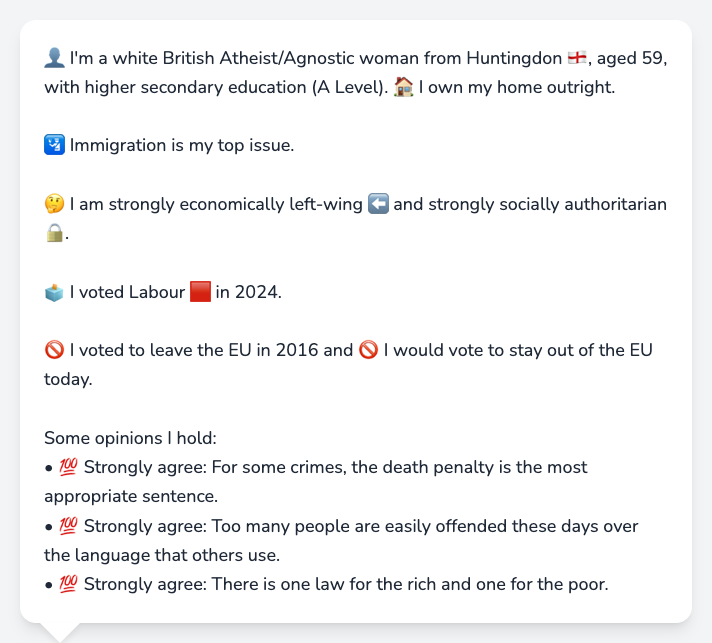 👤 I'm a white British Atheist/Agnostic woman from Huntingdon 🏴󠁧󠁢󠁥󠁮󠁧󠁿, aged 59,
with higher secondary education (A Level). 🏠 I own my home outright.
🛂 Immigration is my top issue.
🤔 I am strongly economically left-wing ⬅️ and strongly socially authoritarian
🔒.
🗳️ I voted Labour 🟥 in 2024.
🚫 I voted to leave the EU in 2016 and 🚫 I would vote to stay out of the EU
today.
Some opinions I hold:
• 💯 Strongly agree: For some crimes, the death penalty is the most
appropriate sentence.
• 💯 Strongly agree: Too many people are easily offended these days over
the language that others use.
• 💯 Strongly agree: There is one law for the rich and one for the poor.